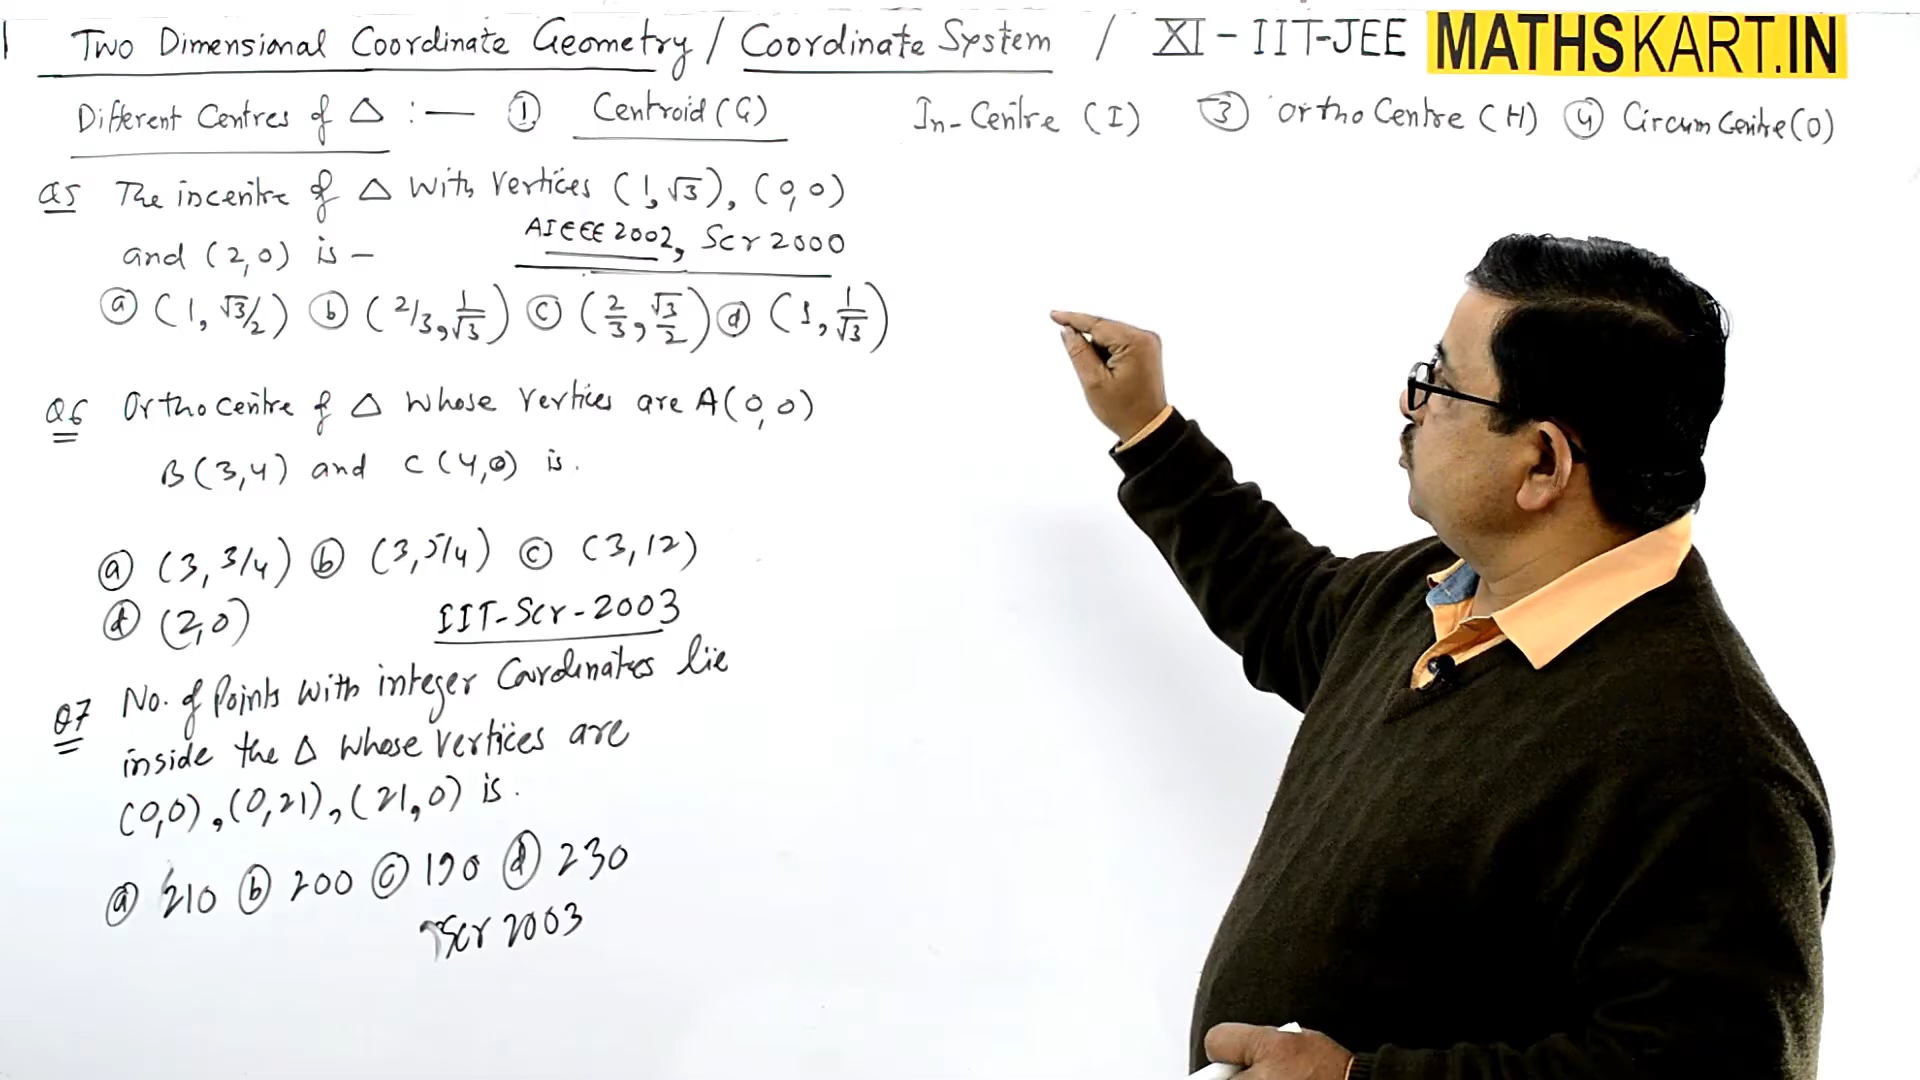 Two Dimensional Coordinate Geometry / Coordinate System / XI - IIT-JEE MATHSKART.IN
Different Centres of △ :— ① Centroid (G) In-Centre (I) ③ Ortho Centre (H) ④ Circum Centre (O)
Q5 The incentre of △ With Vertices (1,√3), (0,0)
and (2,0) is – AIEEE 2002, Scr 2000
ⓐ (1, √3/2) ⓑ (2/3, 1/√3) ⓒ (2/3, √3/2) ⓓ (1, 1/√3)
Q6 Ortho Centre of △ Whose Vertices are A(0,0)
B(3,4) and C(4,0) is.
ⓐ (3, 3/4) ⓑ (3, 5/4) ⓒ (3, 12)
ⓓ (2,0) IIT-Scr-2003
Q7 No. of Points With integer Coordinates lie
inside the △ Whose Vertices are
(0,0), (0,21), (21,0) is.
ⓐ 210 ⓑ 200 ⓒ 190 ⓓ 230
Scr 2003